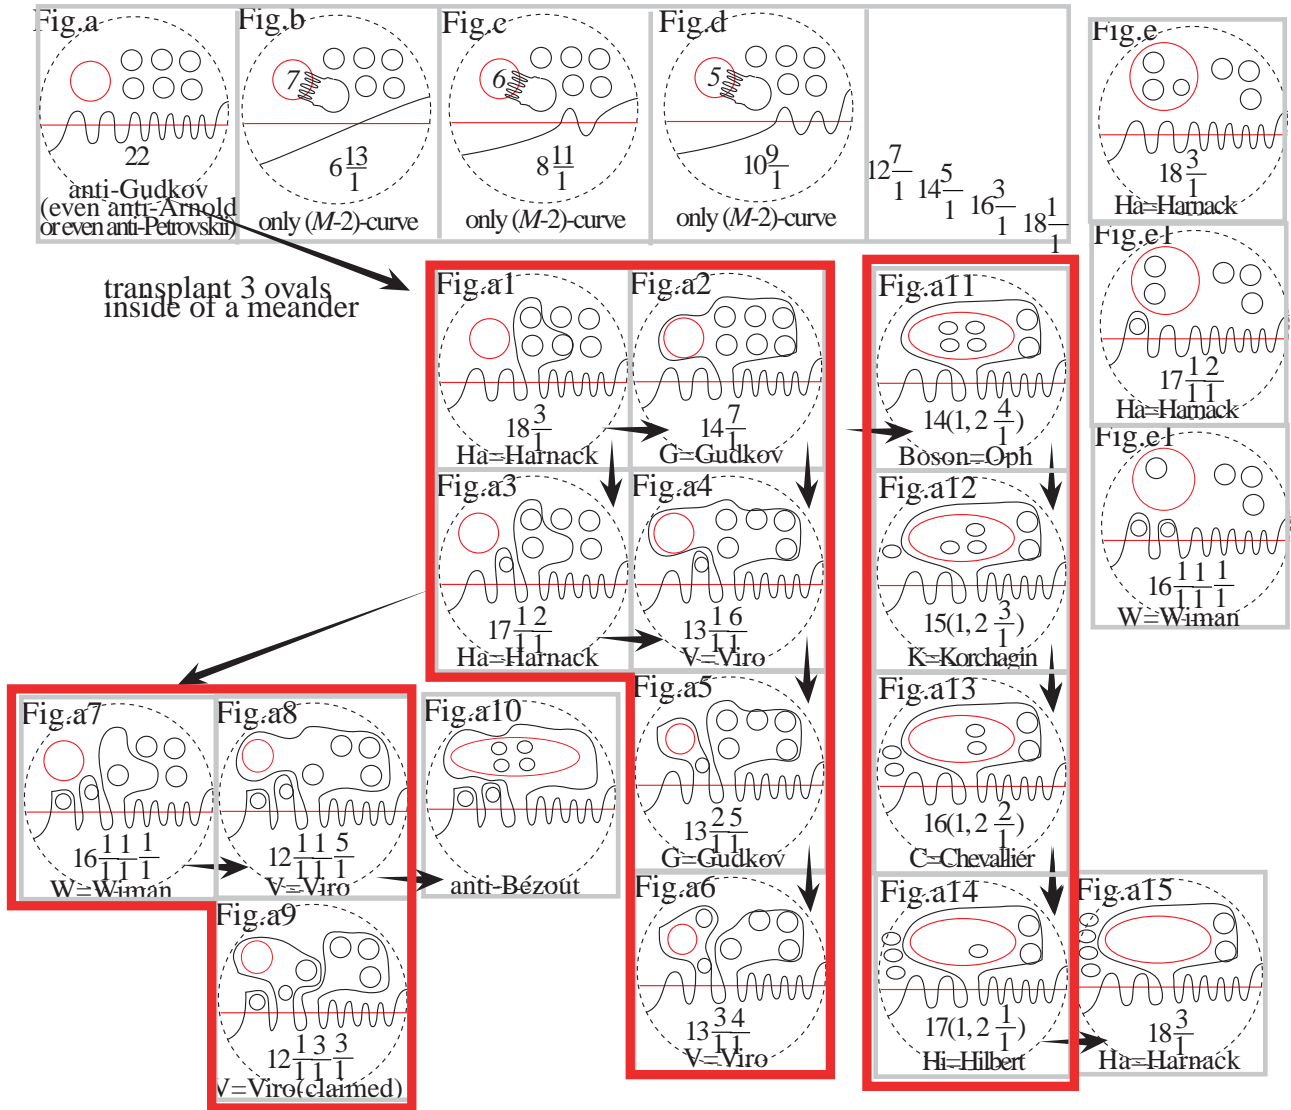 Fig.a
22
anti-Gudkov
(even anti-Arnold
or even anti-Petrovskii)
Fig.b
7
6 13/1
only (M-2)-curve
Fig.c
6
8 11/1
only (M-2)-curve
Fig.d
5
10 9/1
only (M-2)-curve
12 7/1
14 5/1
16 3/1
18 1/1
Fig.e
18 3/1
Ha=Harnack
Fig.e1
17 1/1 2/1
Ha=Harnack
Fig.e1
16 1/1 1/1 1/1
W=Wiman
transplant 3 ovals
inside of a meander
Fig.a1
18 3/1
Ha=Harnack
Fig.a2
14 7/1
G=Gudkov
Fig.a11
14(1, 2 4/1)
Boson=Oph
Fig.a3
17 1/1 2/1
Ha=Harnack
Fig.a4
13 1/1 6/1
V=Viro
Fig.a12
15(1, 2 3/1)
K=Korchagin
Fig.a7
16 1/1 1/1 1/1
W=Wiman
Fig.a8
12 1/1 1/1 5/1
V=Viro
Fig.a10
anti-Bézout
Fig.a5
13 2/1 5/1
G=Gudkov
Fig.a13
16(1, 2 2/1)
C=Chevallier
Fig.a9
12 1/1 3/1 3/1
V=Viro(claimed)
Fig.a6
13 3/1 4/1
V=Viro
Fig.a14
17(1, 2 1/1)
Hi=Hilbert
Fig.a15
18 3/1
Ha=Harnack